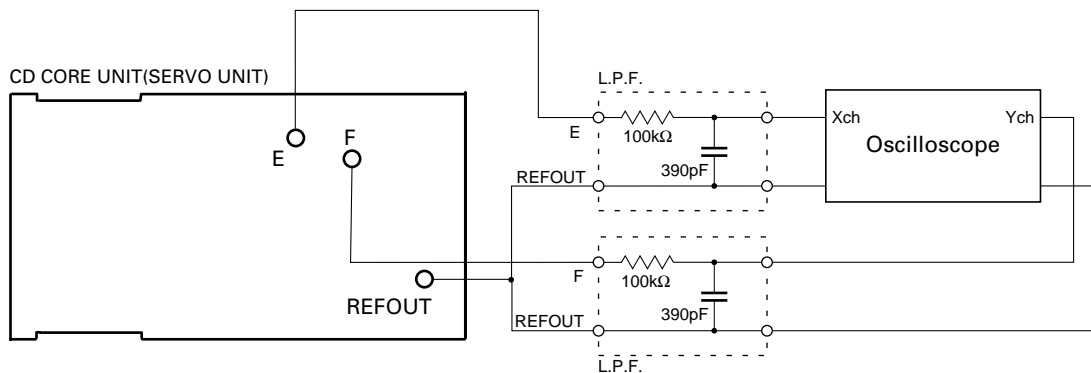 CD CORE UNIT(SERVO UNIT)
E
F
REFOUT
L.P.F.
E
100kΩ
390pF
REFOUT
Xch
Ych
Oscilloscope
F
100kΩ
390pF
REFOUT
L.P.F.